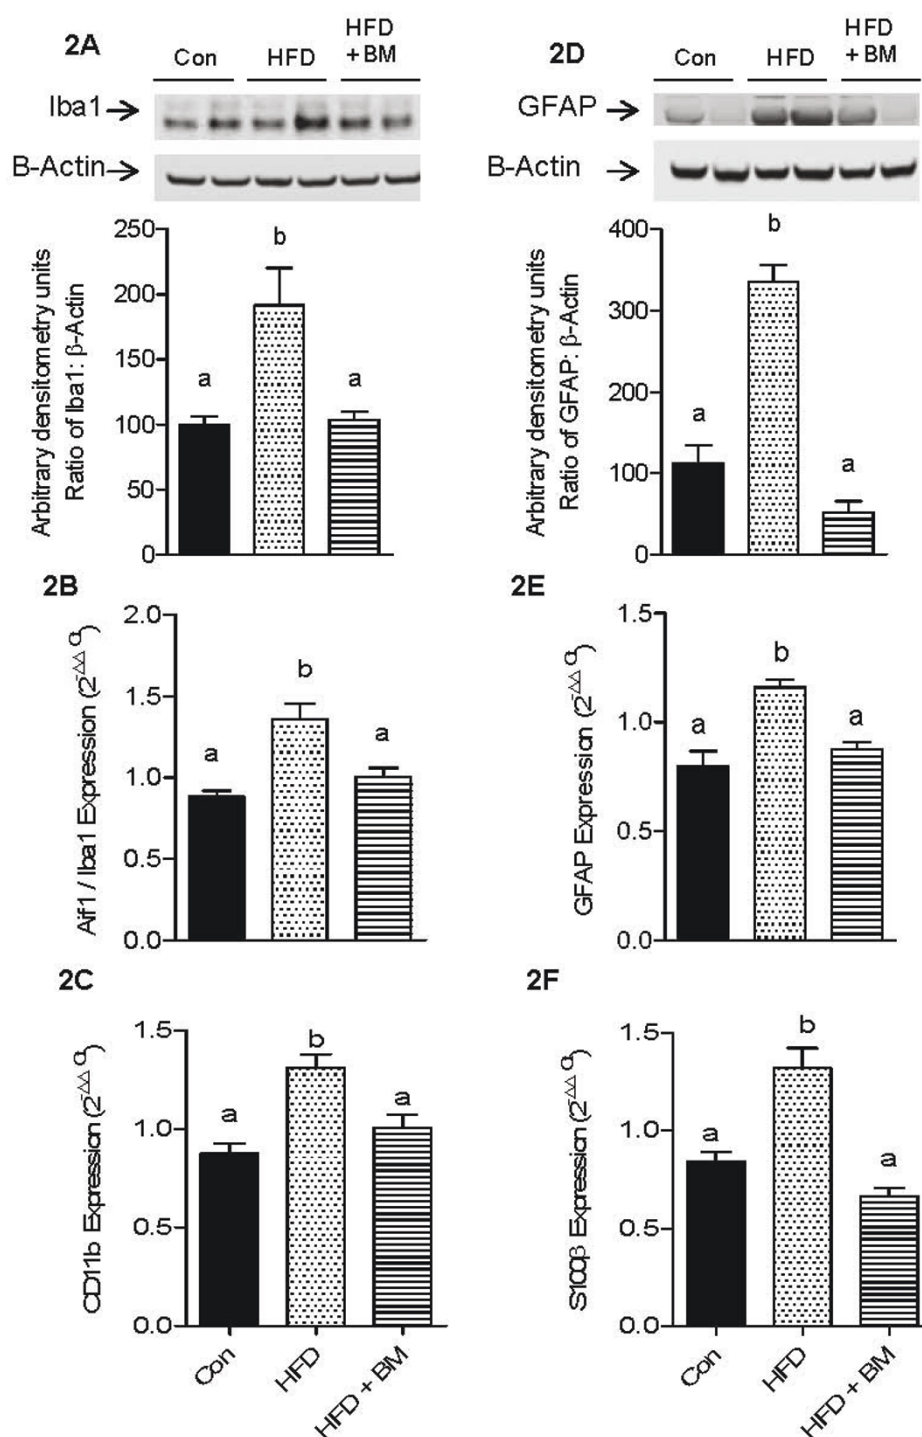 2A
Con HFD HFD
+ BM
Iba1
B-Actin
Arbitrary densitometry units
Ratio of Iba1: β-Actin
250
200
150
100
50
0
a b a
2D
Con HFD HFD
+ BM
GFAP
B-Actin
Arbitrary densitometry units
Ratio of GFAP: β-Actin
400
300
200
100
0
a b a
2B
Aif1 / Iba1 Expression (2-ΔΔCt)
2.0
1.5
1.0
0.5
0.0
a b a
2E
GFAP Expression (2-ΔΔCt)
1.5
1.0
0.5
0.0
a b a
2C
CD11b Expression (2-ΔΔCt)
1.5
1.0
0.5
0.0
a b a
Con HFD HFD + BM
2F
S100β Expression (2-ΔΔCt)
1.5
1.0
0.5
0.0
a b a
Con HFD HFD + BM